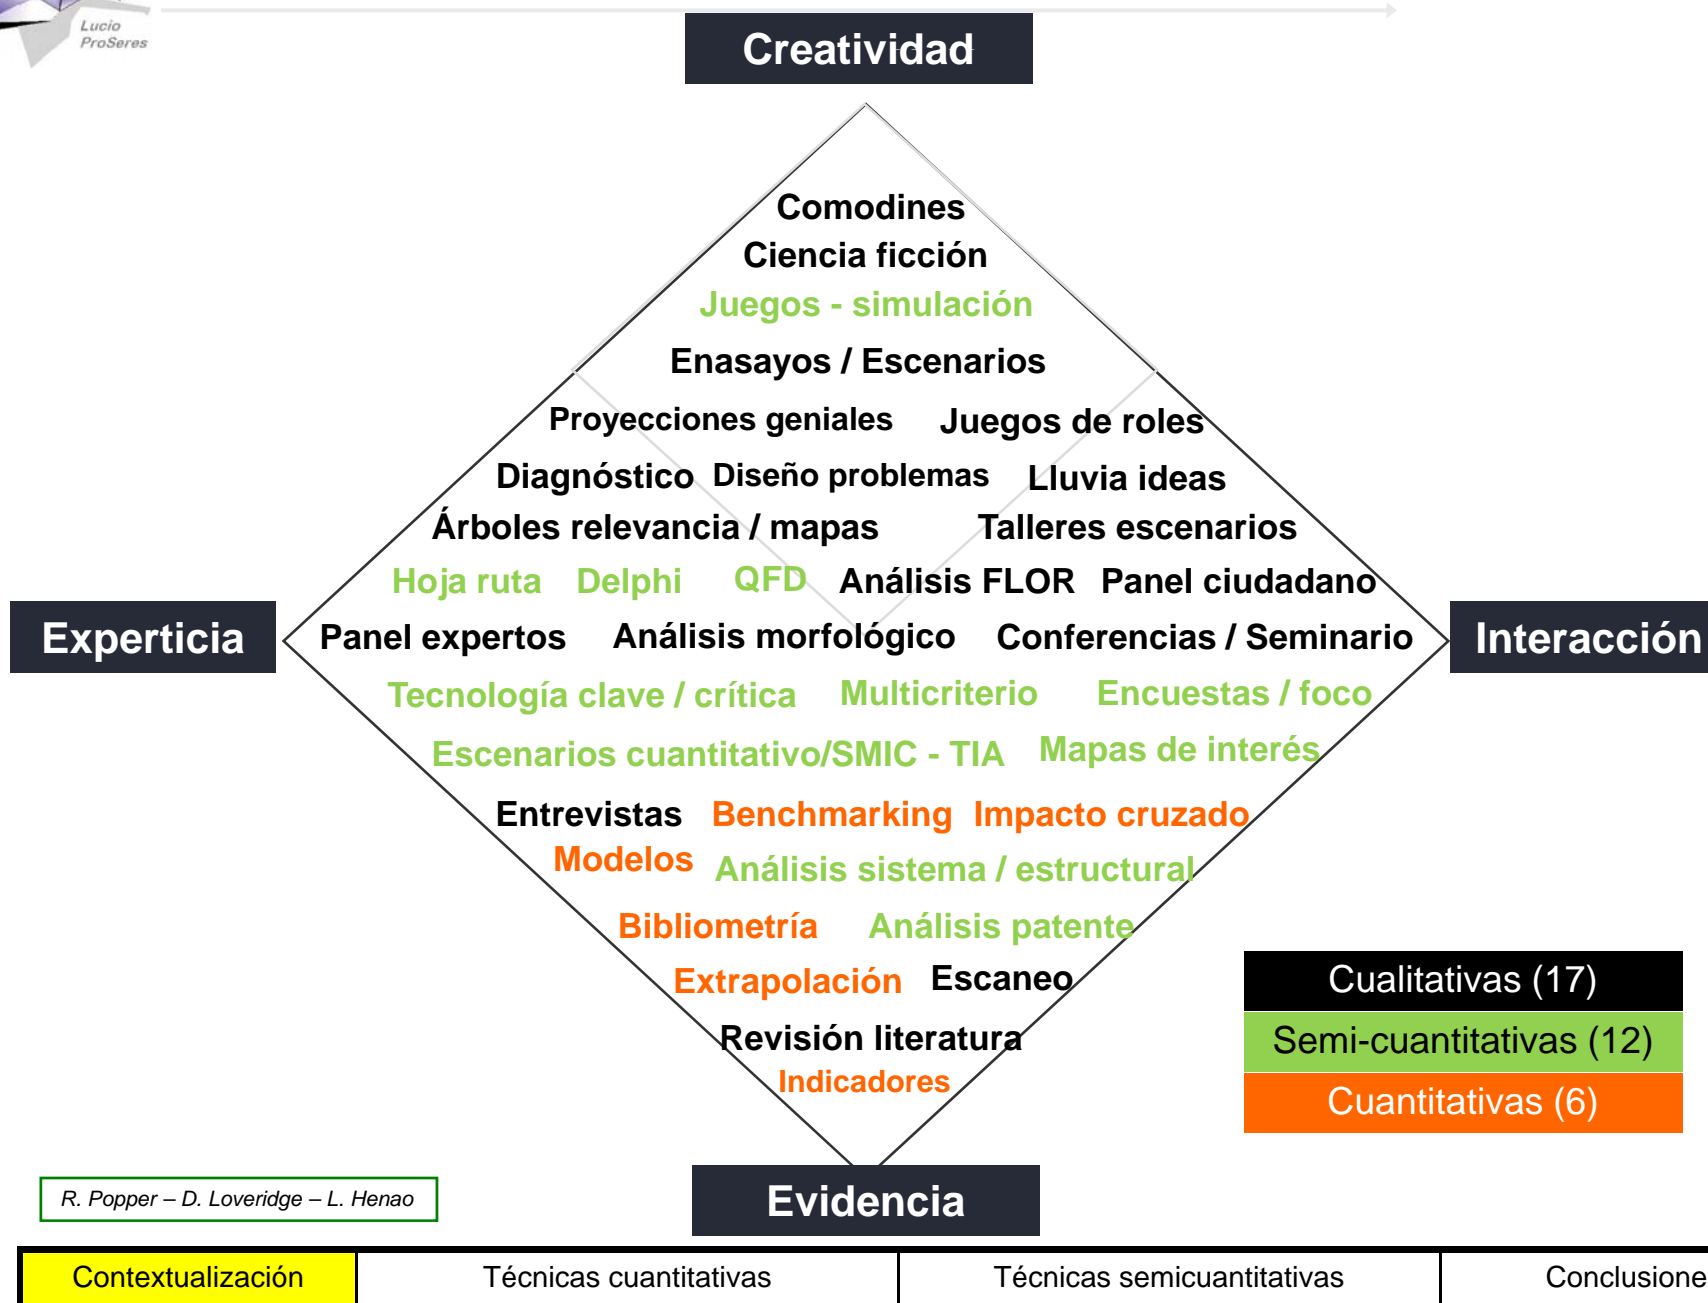 Lucio
ProSeres
Creatividad
Comodines
Ciencia ficción
Juegos - simulación
Enasayos / Escenarios
Proyecciones geniales Juegos de roles
Diagnóstico Diseño problemas Lluvia ideas
Árboles relevancia / mapas Talleres escenarios
Hoja ruta Delphi QFD Análisis FLOR Panel ciudadano
Experticia Panel expertos Análisis morfológico Conferencias / Seminario Interacción
Tecnología clave / crítica Multicriterio Encuestas / foco
Escenarios cuantitativo/SMIC - TIA Mapas de interés
Entrevistas Benchmarking Impacto cruzado
Modelos Análisis sistema / estructural
Bibliometría Análisis patente
Extrapolación Escaneo
Revisión literatura
Indicadores
Cualitativas (17)
Semi-cuantitativas (12)
Cuantitativas (6)
R. Popper – D. Loveridge – L. Henao
Evidencia
Contextualización Técnicas cuantitativas Técnicas semicuantitativas Conclusione